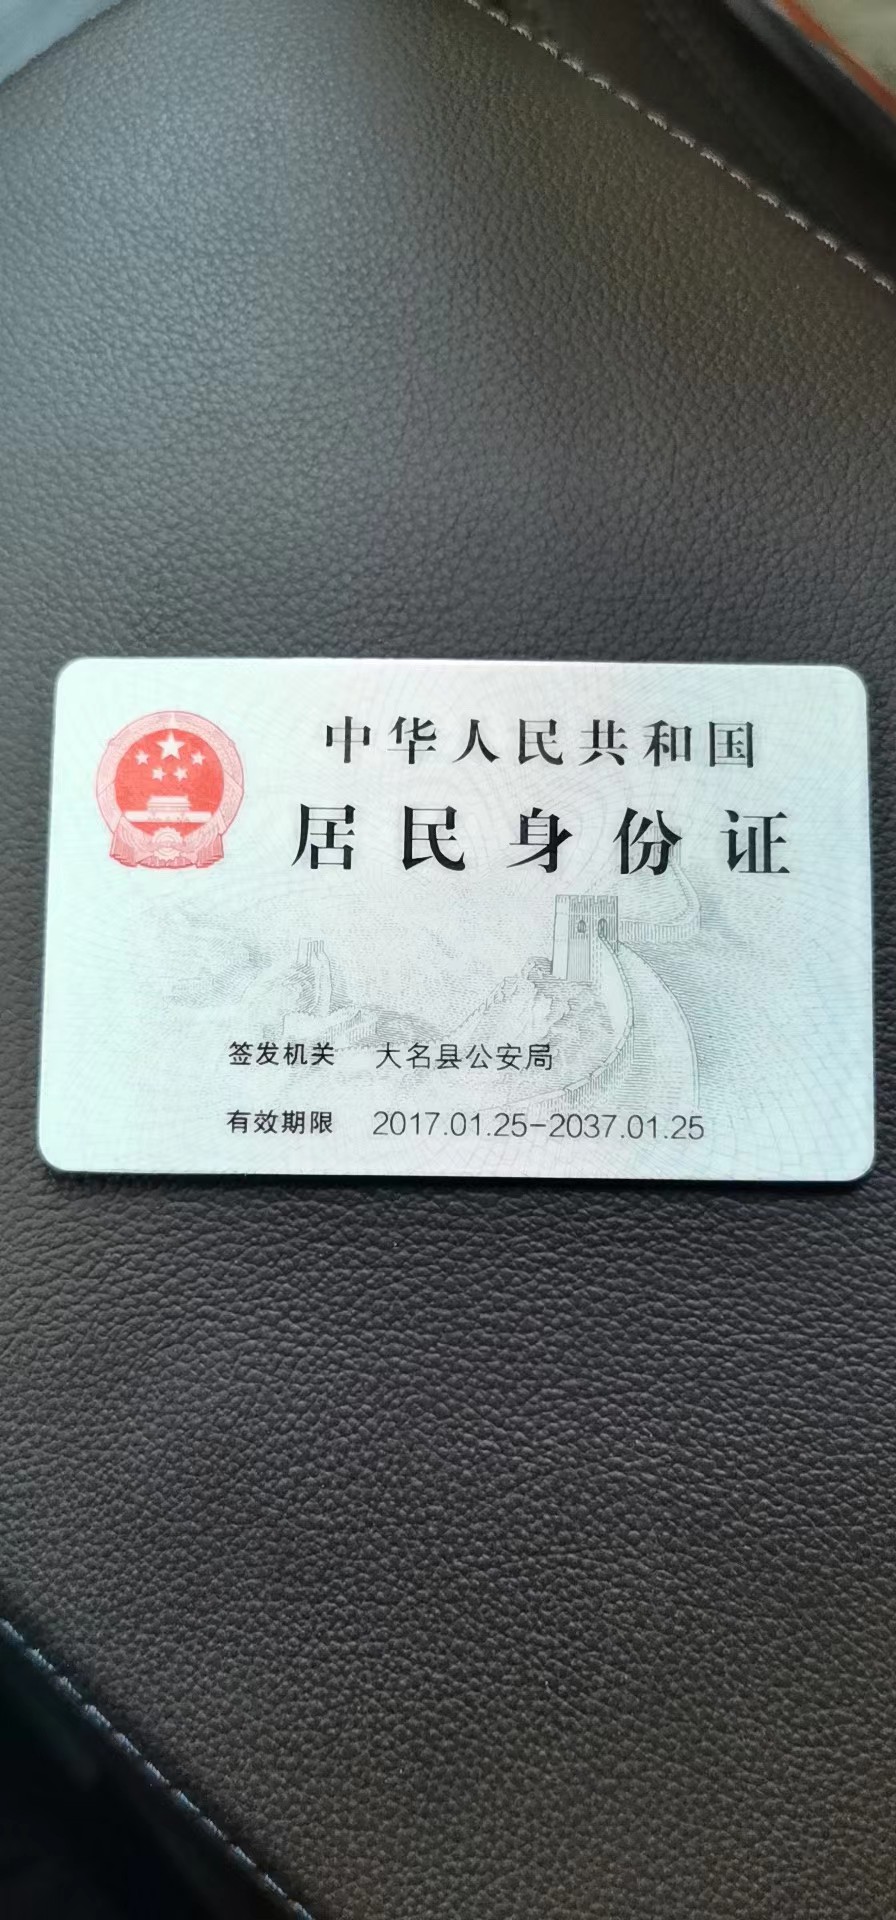 中华人民共和国
居民身份证
签发机关 大名县公安局
有效期限 2017.01.25-2037.01.25